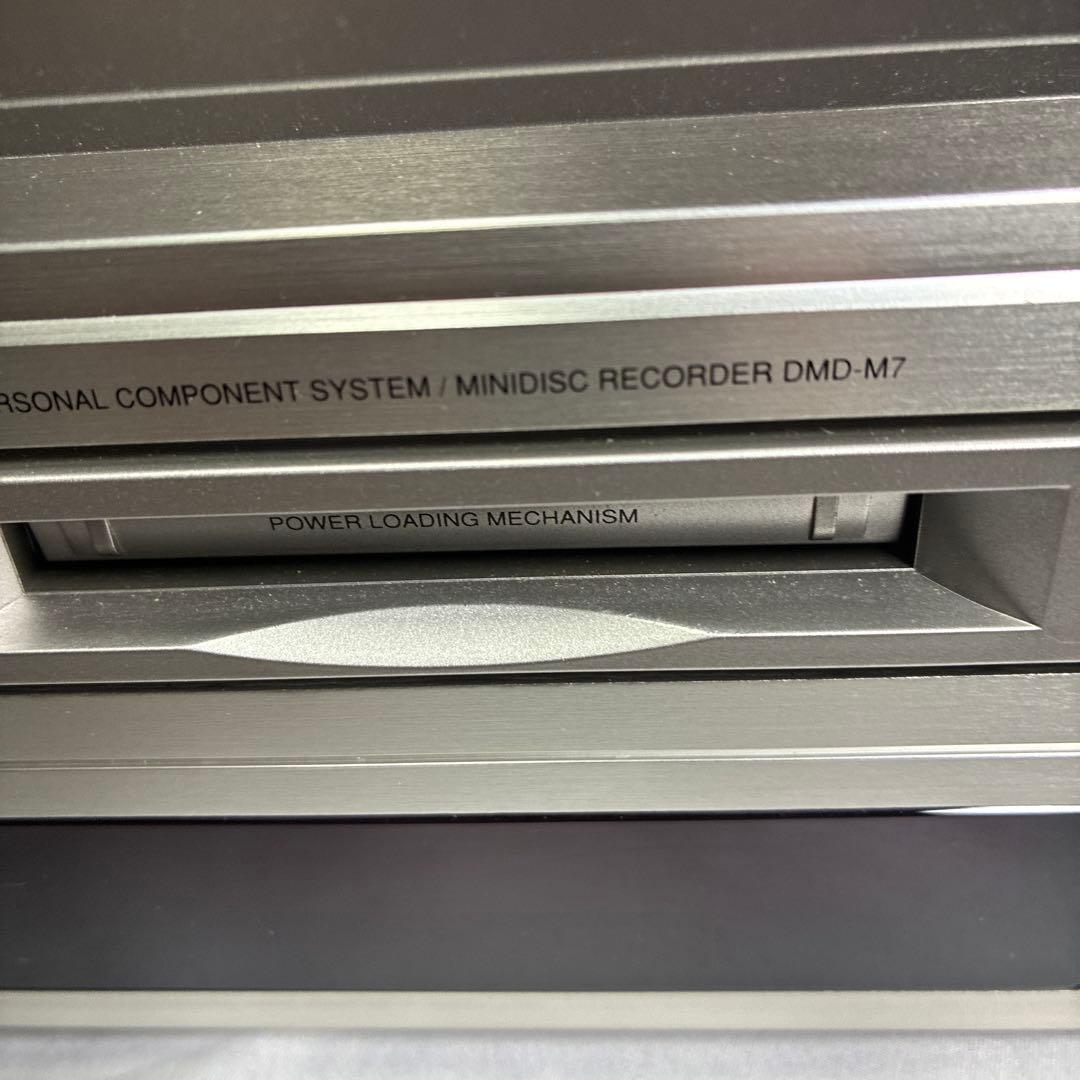 RSONAL COMPONENT SYSTEM / MINIDISC RECORDER DMD-M7
POWER LOADING MECHANISM